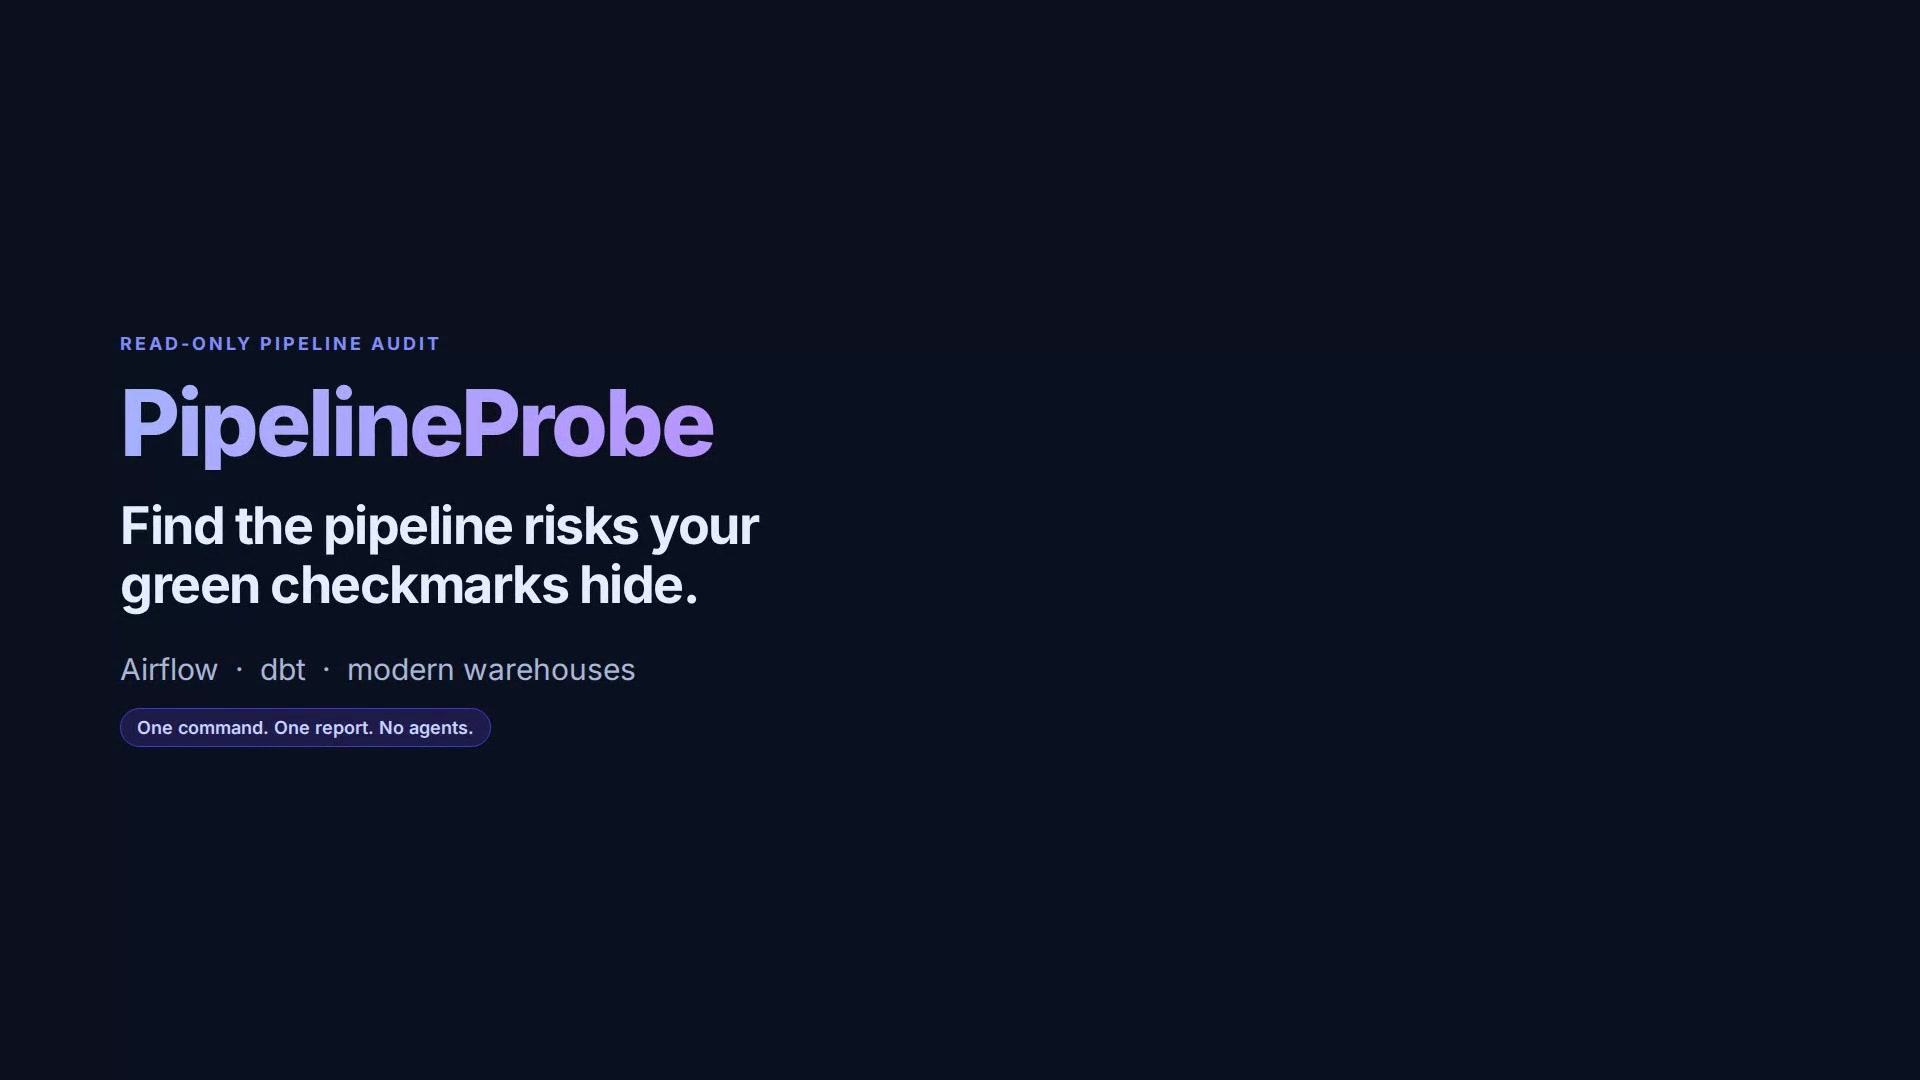 READ-ONLY PIPELINE AUDIT
PipelineProbe
Find the pipeline risks your
green checkmarks hide.
Airflow · dbt · modern warehouses
One command. One report. No agents.